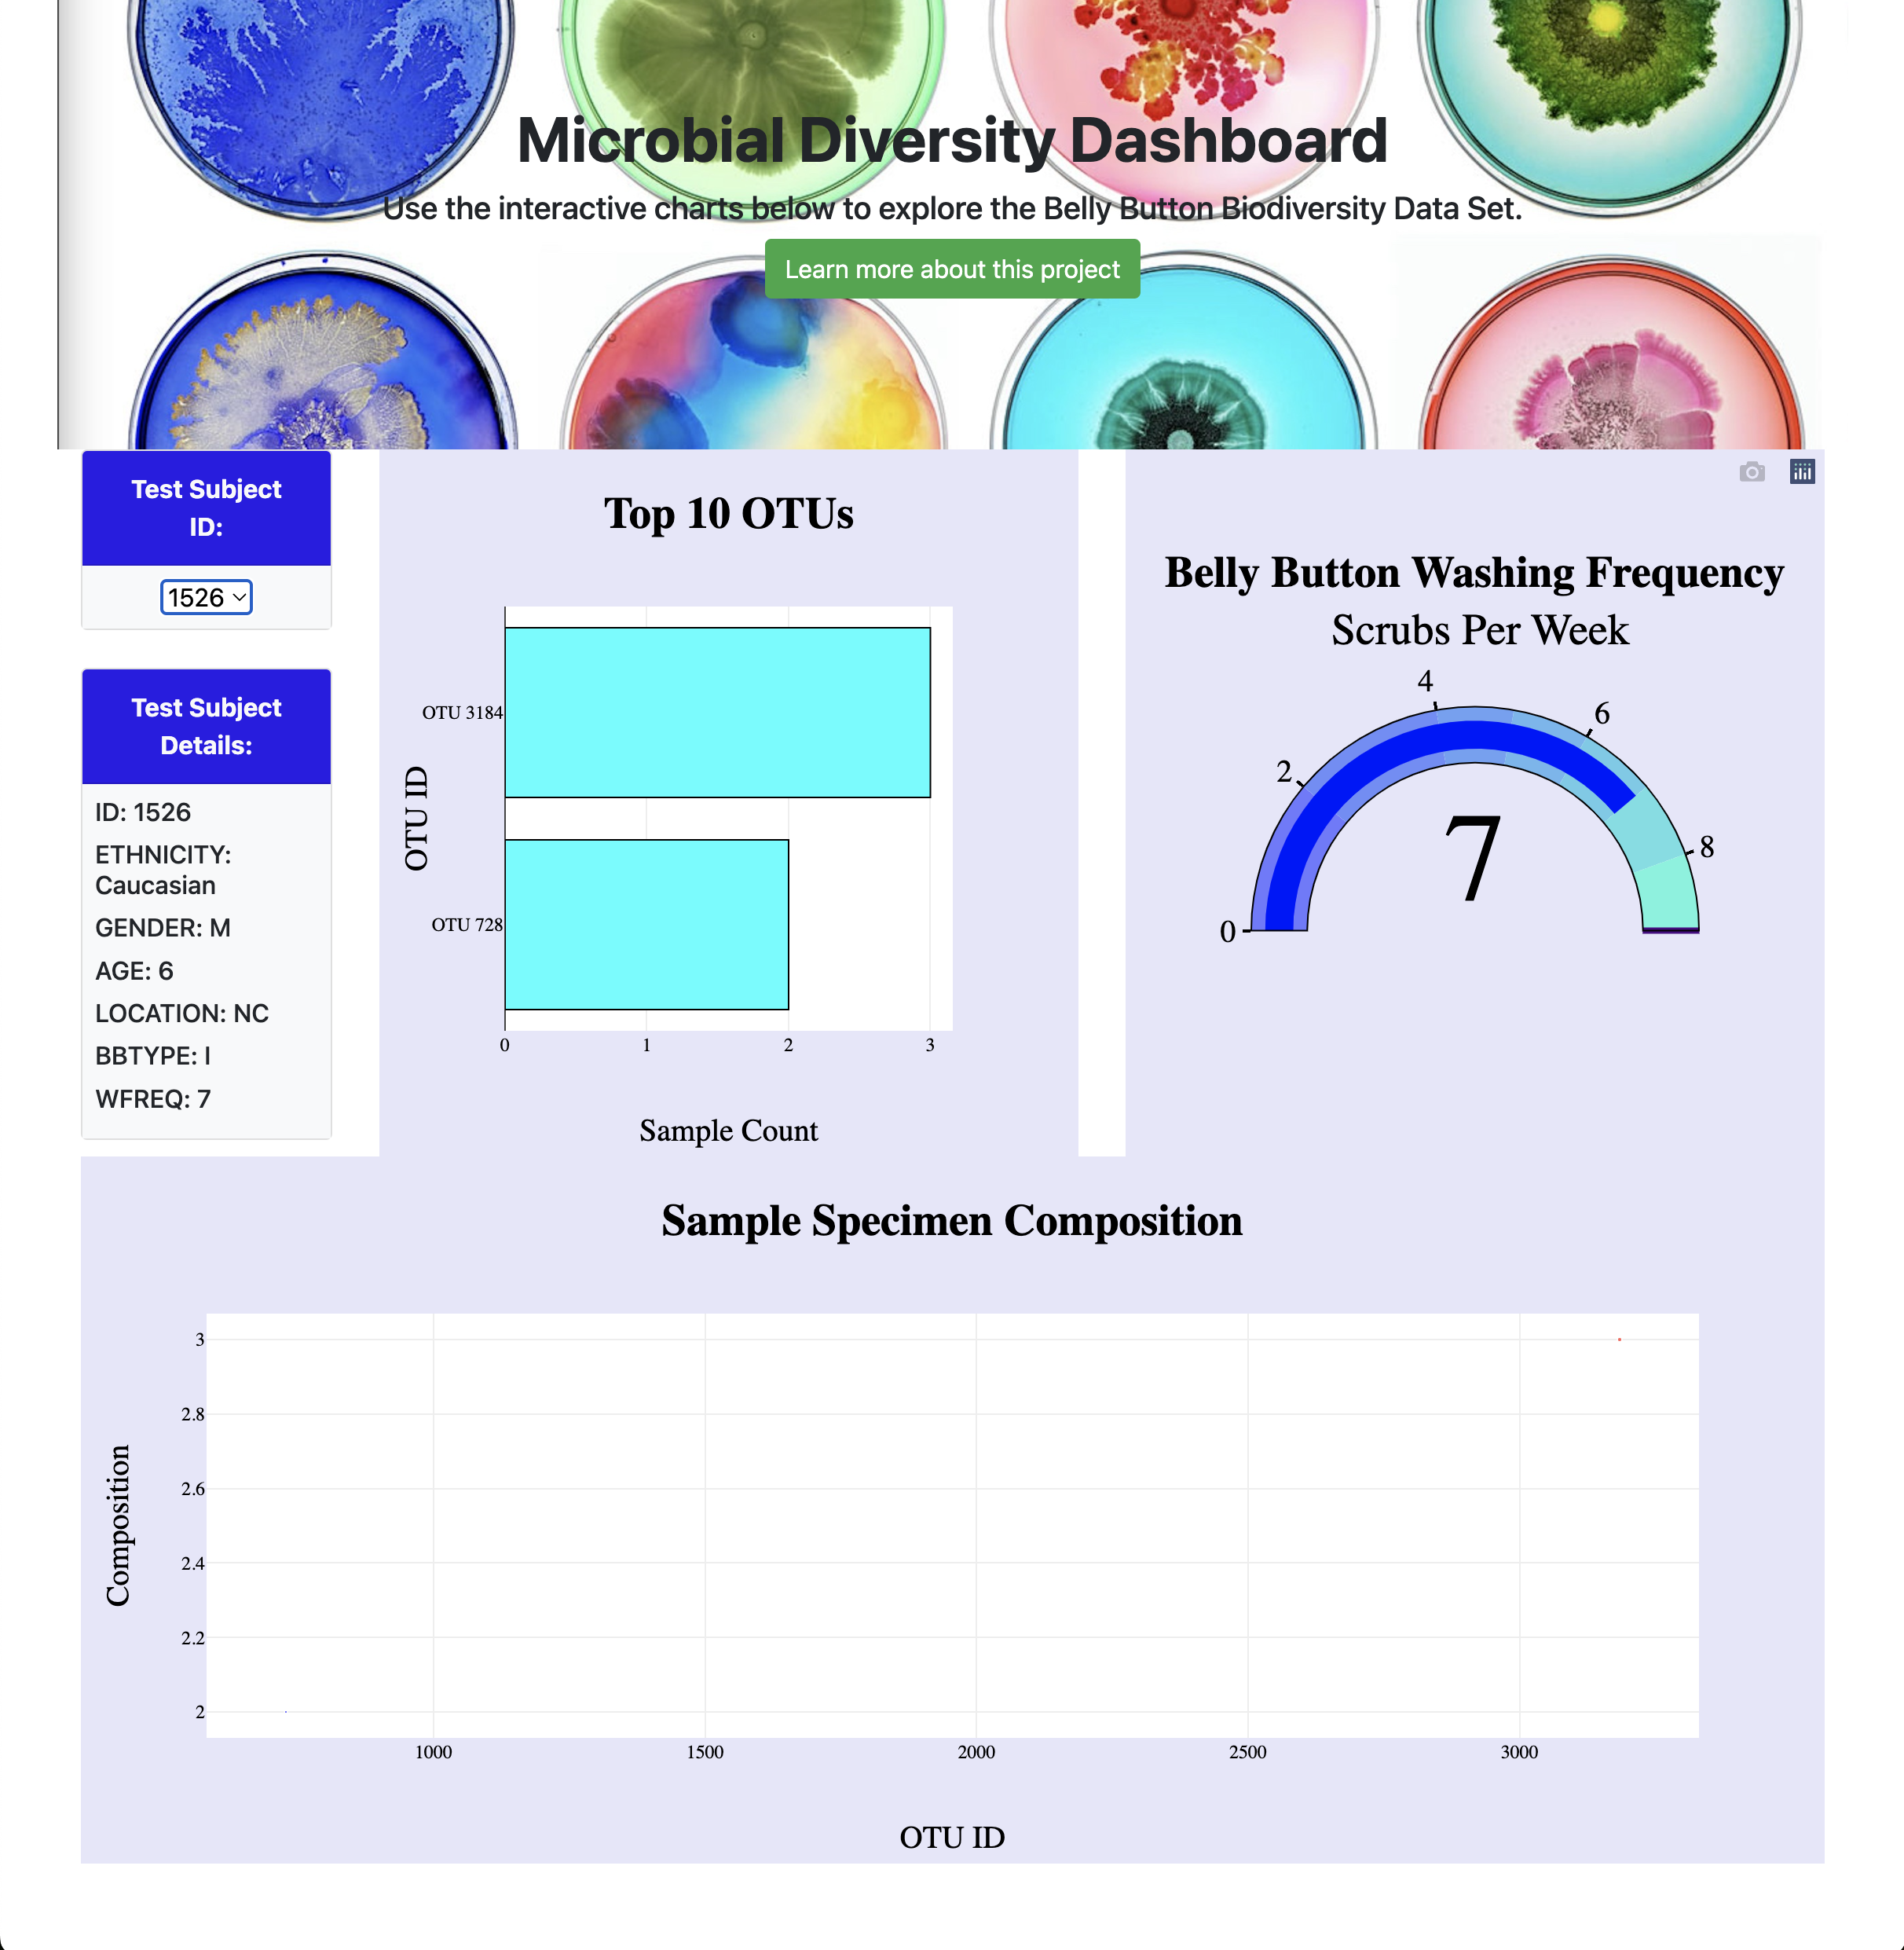 Microbial Diversity Dashboard
Use the interactive charts below to explore the Belly Button Biodiversity Data Set.
Learn more about this project
Test Subject
ID:
1526
Test Subject
Details:
ID: 1526
ETHNICITY:
Caucasian
GENDER: M
AGE: 6
LOCATION: NC
BBTYPE: I
WFREQ: 7
Top 10 OTUs
OTU ID
OTU 3184
OTU 728
0
1
2
3
Sample Count
Belly Button Washing Frequency
Scrubs Per Week
0
2
4
6
8
7
Sample Specimen Composition
Composition
3
2.8
2.6
2.4
2.2
2
1000
1500
2000
2500
3000
OTU ID